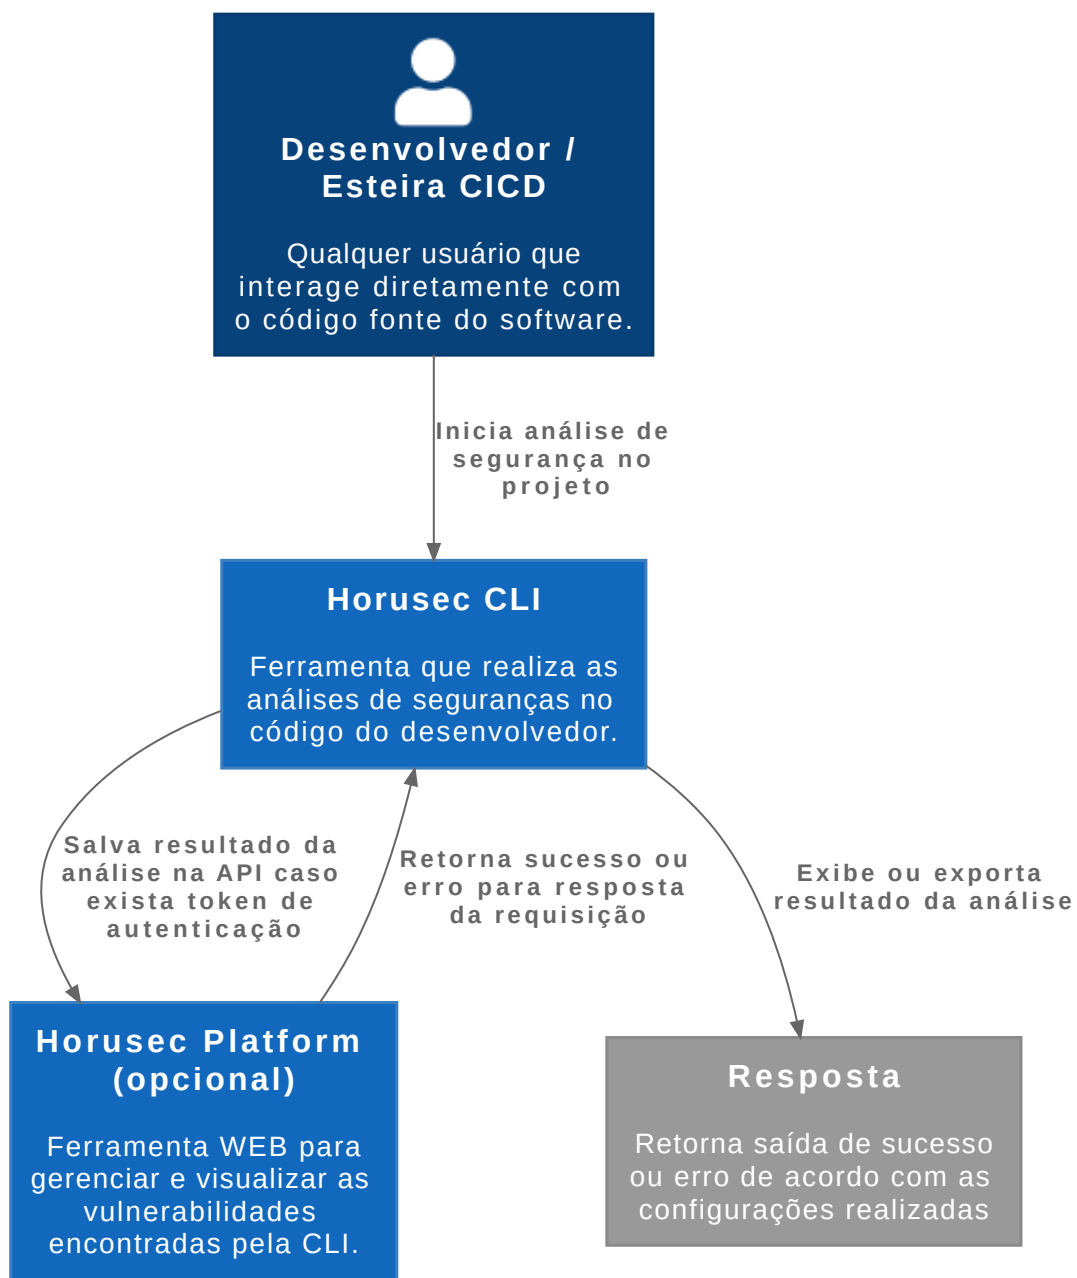 Desenvolvedor /
Esteira CICD
Qualquer usuário que
interage diretamente com
o código fonte do software.
Inicia análise de
segurança no
projeto
Horusec CLI
Ferramenta que realiza as
análises de seguranças no
código do desenvolvedor.
Salva resultado da
análise na API caso
exista token de
autenticação
Retorna sucesso ou
erro para resposta
da requisição
Exibe ou exporta
resultado da análise
Horusec Platform
(opcional)
Ferramenta WEB para
gerenciar e visualizar as
vulnerabilidades
encontradas pela CLI.
Resposta
Retorna saída de sucesso
ou erro de acordo com as
configurações realizadas